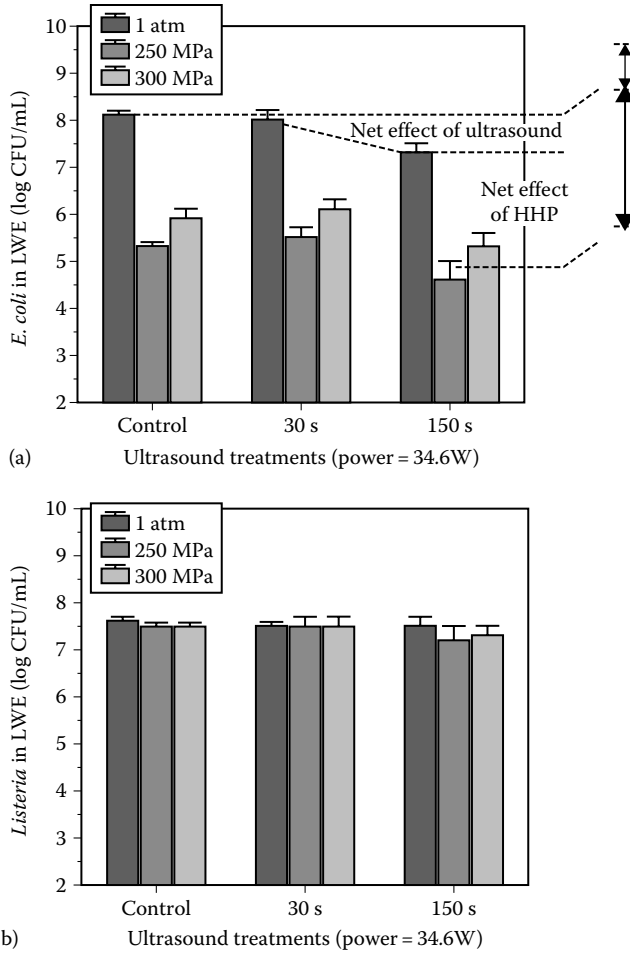 10
9
8
7
6
5
4
3
2
E. coli in LWE (log CFU/mL)
1 atm
250 MPa
300 MPa
Net effect of ultrasound
Net effect
of HHP
Control
30 s
150 s
(a)
Ultrasound treatments (power = 34.6W)
10
9
8
7
6
5
4
3
2
Listeria in LWE (log CFU/mL)
1 atm
250 MPa
300 MPa
Control
30 s
150 s
b)
Ultrasound treatments (power = 34.6W)